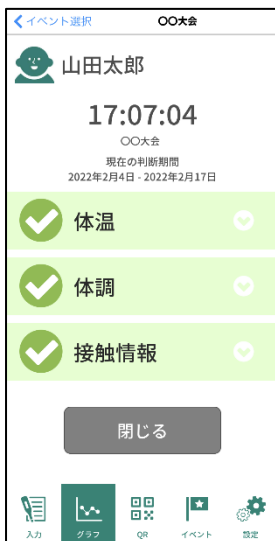 イベント選択 〇〇大会
山田太郎
17:07:04
〇〇大会
現在の判断期間
2022年2月4日 - 2022年2月17日
体温
体調
接触情報
閉じる
入力 グラフ QR イベント 設定